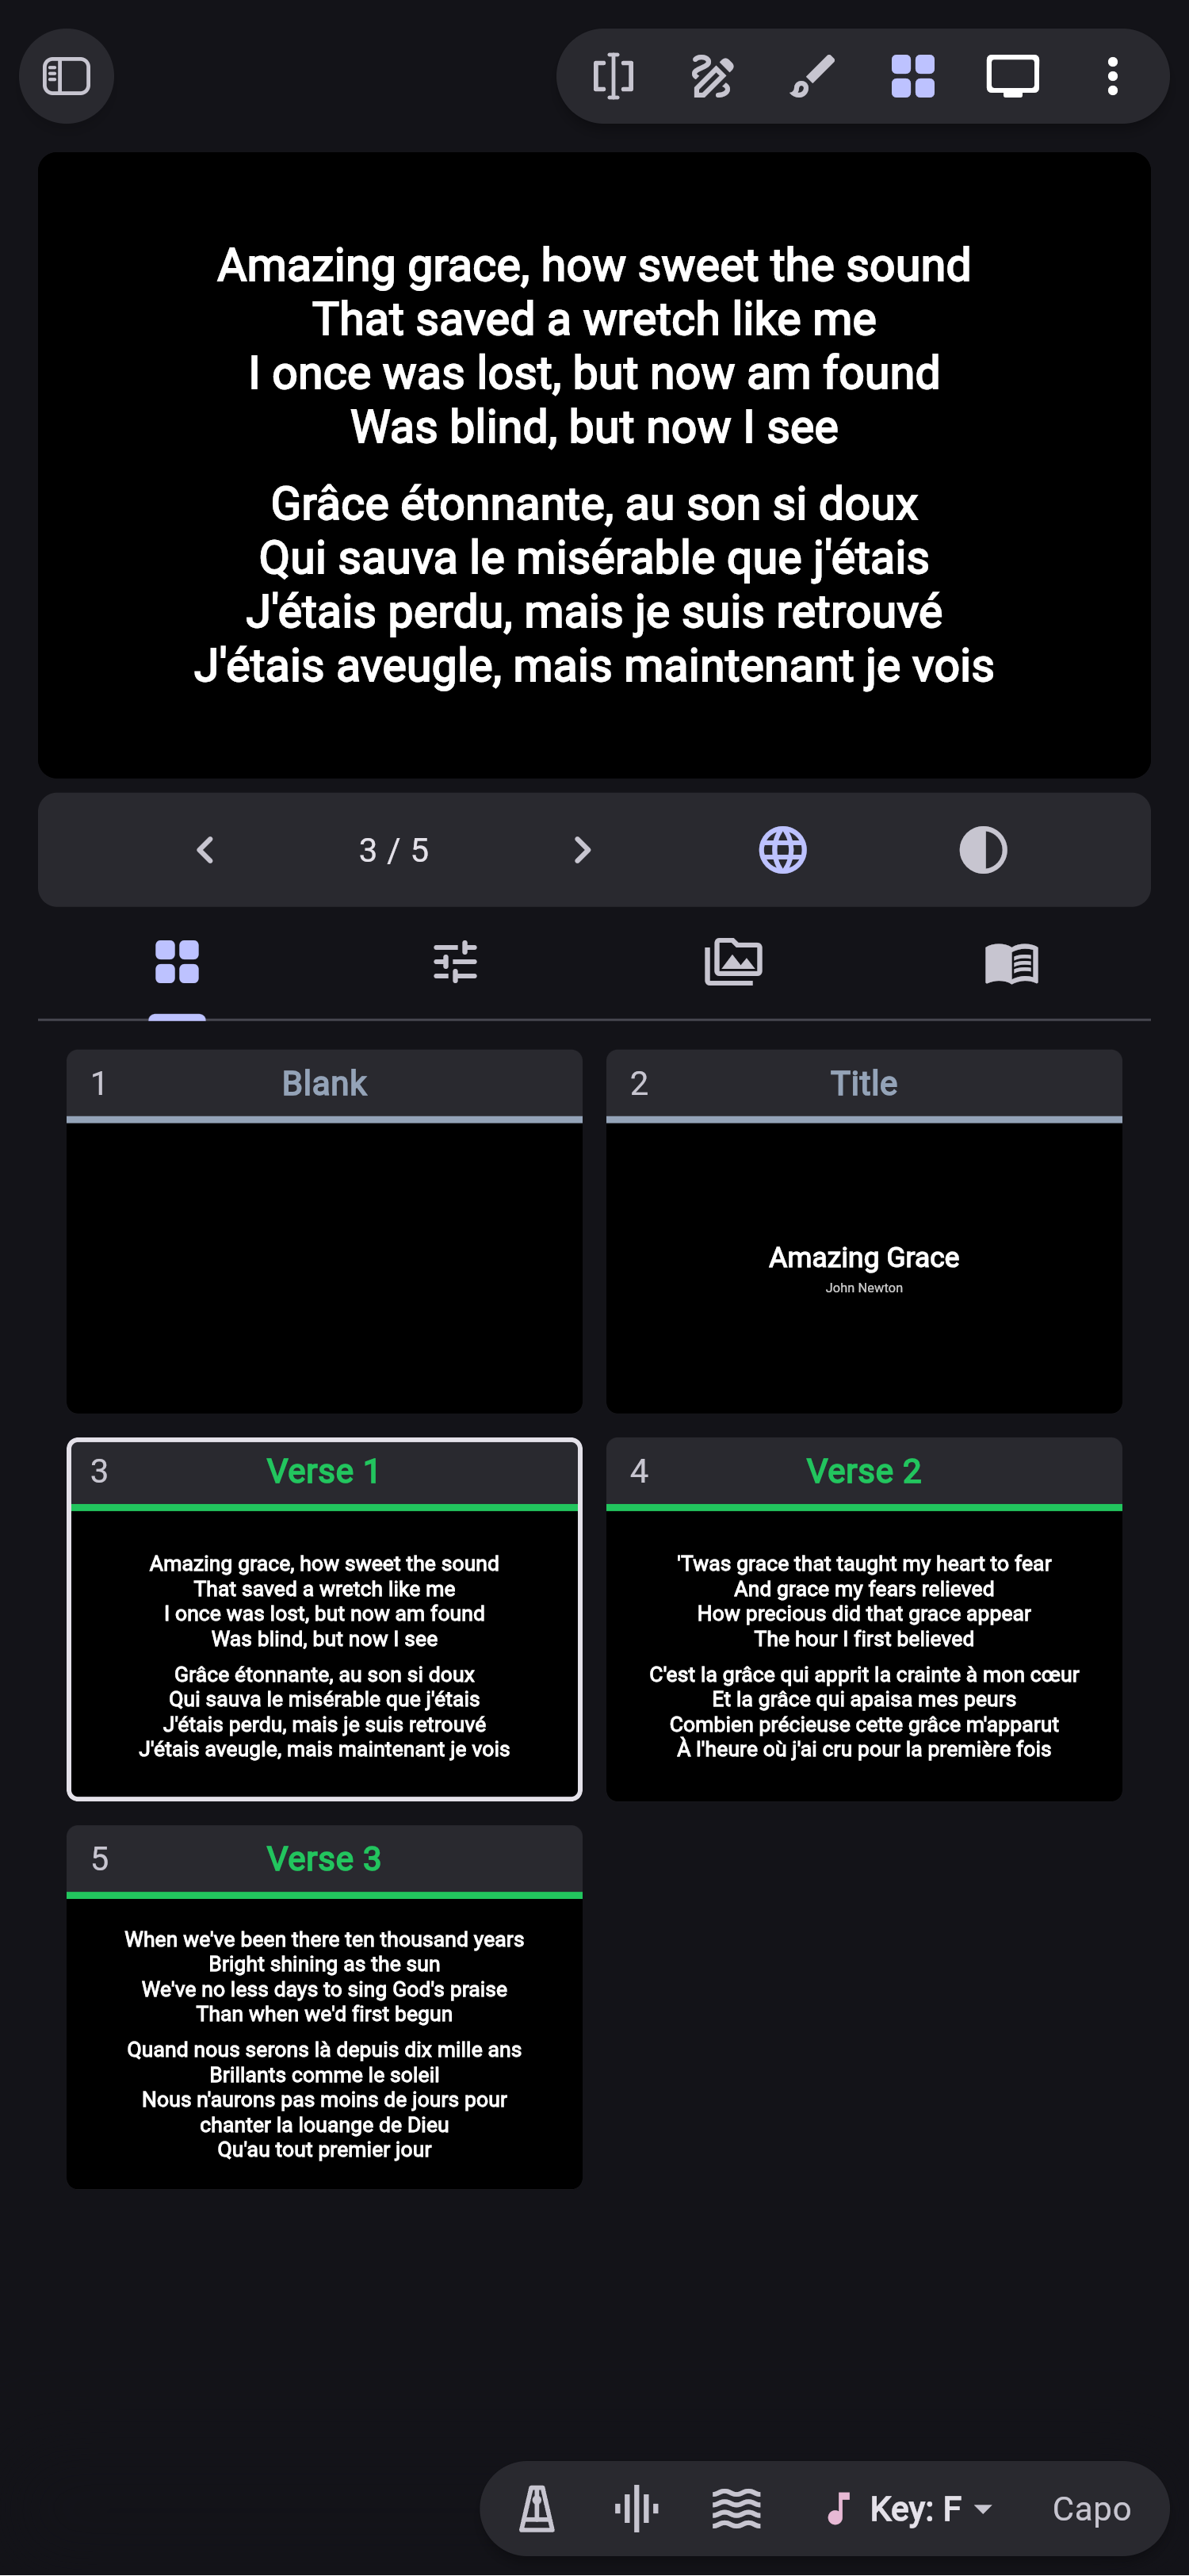 Amazing grace, how sweet the sound
That saved a wretch like me
I once was lost, but now am found
Was blind, but now I see
Grâce étonnante, au son si doux
Qui sauva le misérable que j'étais
J'étais perdu, mais je suis retrouvé
J'étais aveugle, mais maintenant je vois
3 / 5
1 Blank
2 Title
Amazing Grace
John Newton
3 Verse 1
Amazing grace, how sweet the sound
That saved a wretch like me
I once was lost, but now am found
Was blind, but now I see
Grâce étonnante, au son si doux
Qui sauva le misérable que j'étais
J'étais perdu, mais je suis retrouvé
J'étais aveugle, mais maintenant je vois
4 Verse 2
'Twas grace that taught my heart to fear
And grace my fears relieved
How precious did that grace appear
The hour I first believed
C'est la grâce qui apprit la crainte à mon cœur
Et la grâce qui apaisa mes peurs
Combien précieuse cette grâce m'apparut
À l'heure où j'ai cru pour la première fois
5 Verse 3
When we've been there ten thousand years
Bright shining as the sun
We've no less days to sing God's praise
Than when we'd first begun
Quand nous serons là depuis dix mille ans
Brillants comme le soleil
Nous n'aurons pas moins de jours pour
chanter la louange de Dieu
Qu'au tout premier jour
Key: F Capo